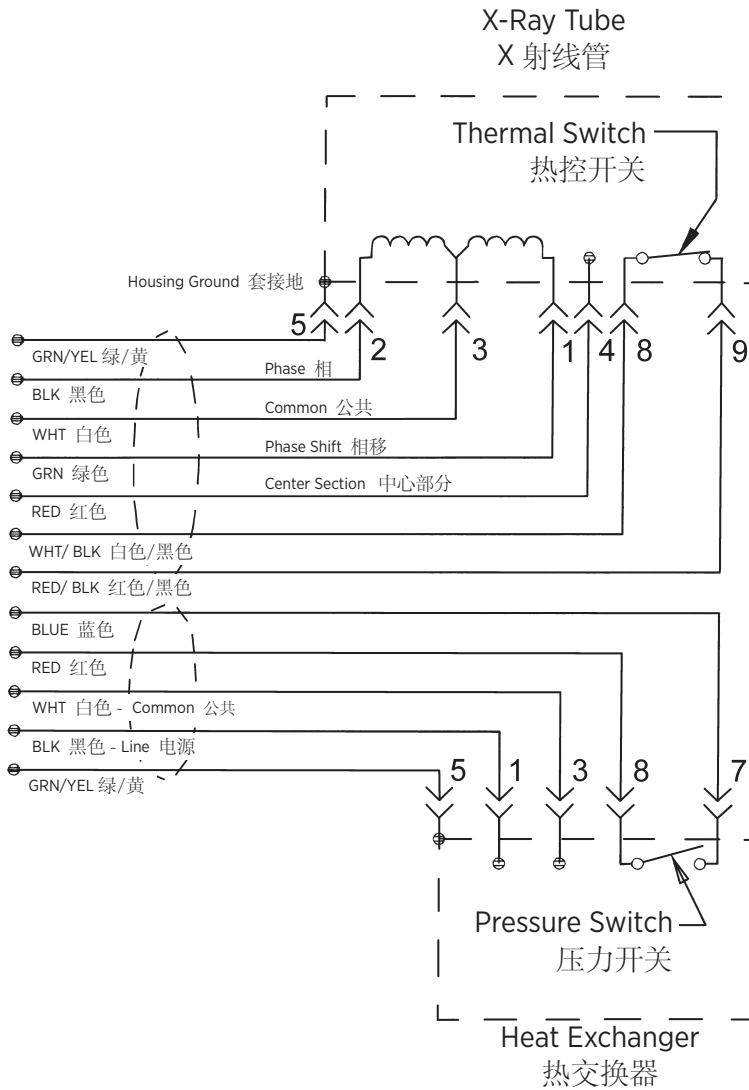 X-Ray Tube
X 射线管
Thermal Switch
热控开关
Housing Ground 套接地
5 2 3 1 4 8 9
GRN/YEL 绿/黄
Phase 相
BLK 黑色
Common 公共
WHT 白色
Phase Shift 相移
GRN 绿色
Center Section 中心部分
RED 红色
WHT/ BLK 白色/黑色
RED/ BLK 红色/黑色
BLUE 蓝色
RED 红色
WHT 白色 - Common 公共
BLK 黑色 - Line 电源
GRN/YEL 绿/黄
5 1 3 8 7
Pressure Switch
压力开关
Heat Exchanger
热交换器